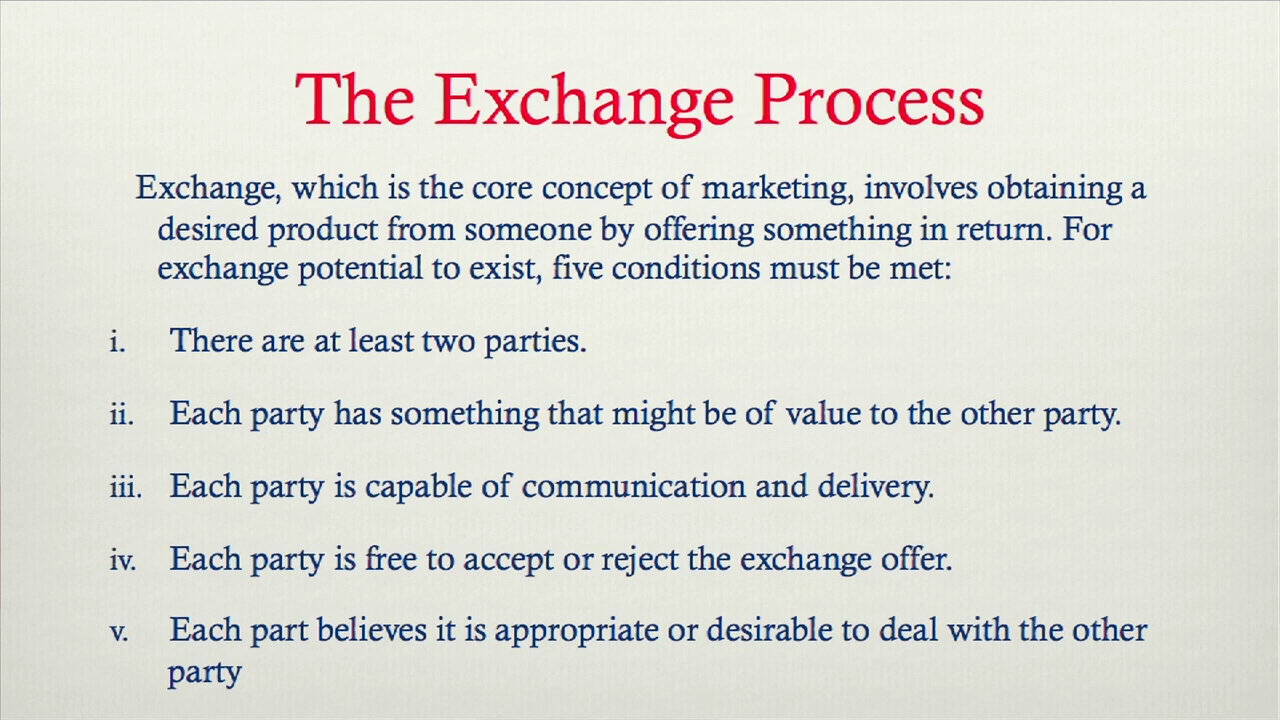 The Exchange Process
Exchange, which is the core concept of marketing, involves obtaining a
desired product from someone by offering something in return. For
exchange potential to exist, five conditions must be met:
i. There are at least two parties.
ii. Each party has something that might be of value to the other party.
iii. Each party is capable of communication and delivery.
iv. Each party is free to accept or reject the exchange offer.
v. Each part believes it is appropriate or desirable to deal with the other
party